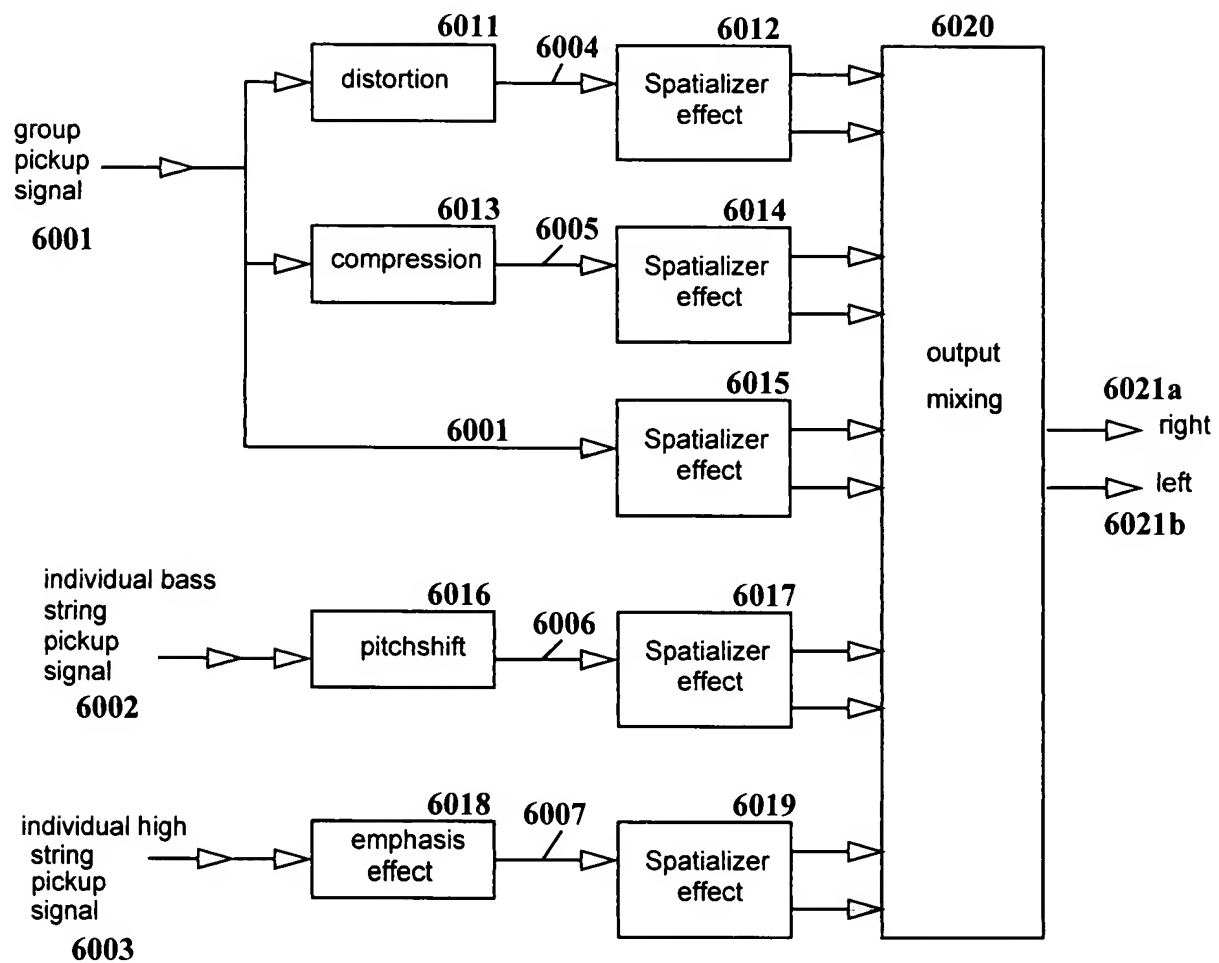 6011
6004
6012
6020
distortion
Spatializer
effect
group
pickup
signal
6001
6013
6005
6014
compression
Spatializer
effect
output
mixing
6015
6001
Spatializer
effect
6021a
right
left
6021b
individual bass
string
pickup
signal
6002
6016
6006
6017
pitchshift
Spatializer
effect
individual high
string
pickup
signal
6003
6018
6007
6019
emphasis
effect
Spatializer
effect